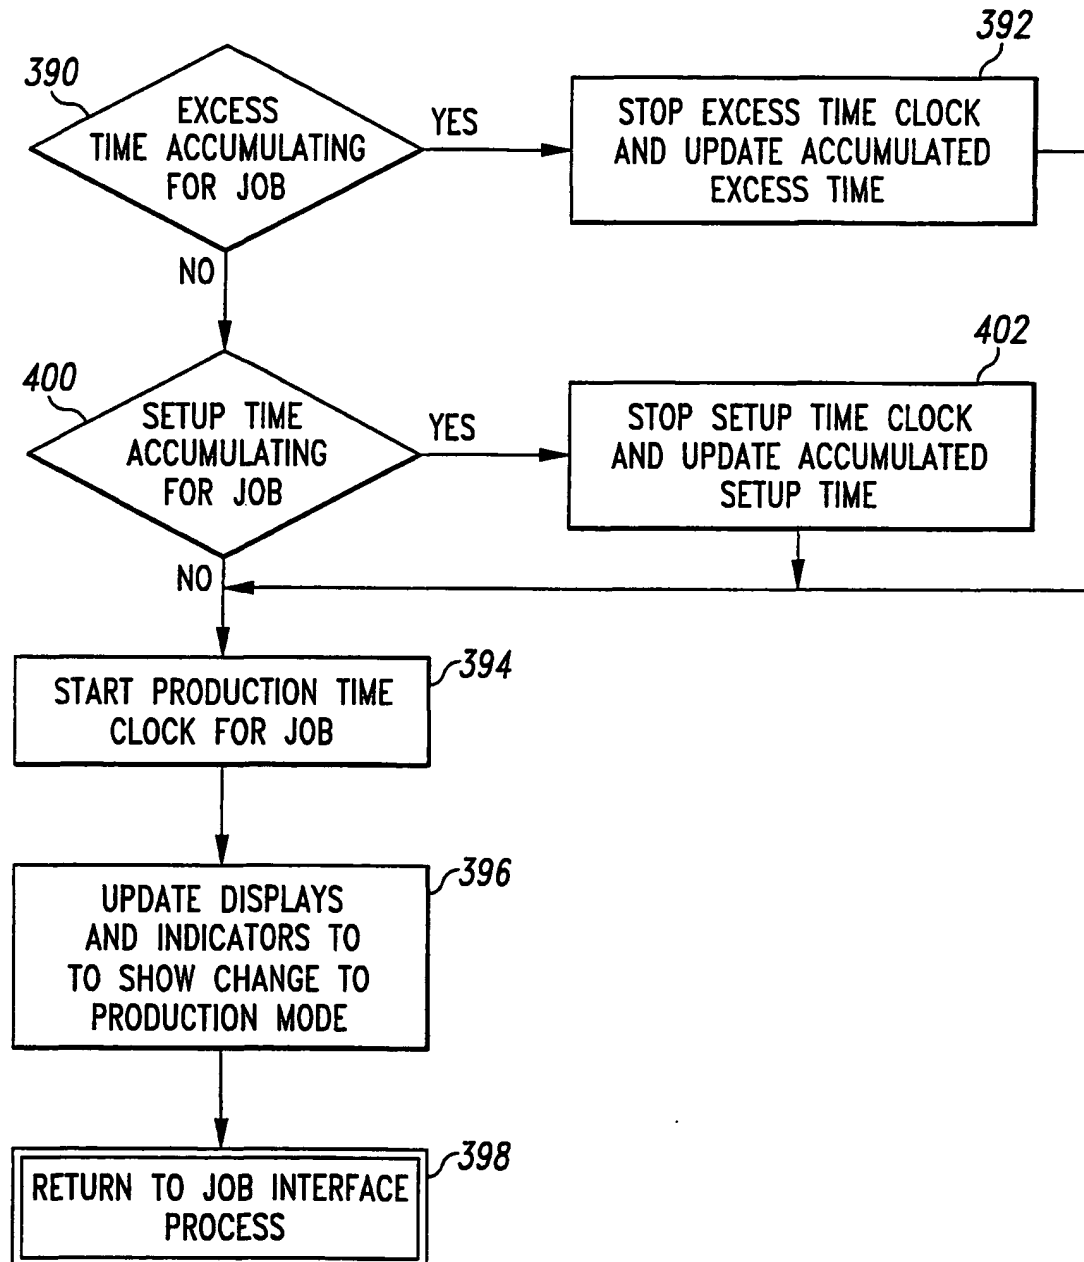 390
EXCESS
TIME ACCUMULATING
FOR JOB
YES
392
STOP EXCESS TIME CLOCK
AND UPDATE ACCUMULATED
EXCESS TIME
NO
400
SETUP TIME
ACCUMULATING
FOR JOB
YES
402
STOP SETUP TIME CLOCK
AND UPDATE ACCUMULATED
SETUP TIME
NO
394
START PRODUCTION TIME
CLOCK FOR JOB
396
UPDATE DISPLAYS
AND INDICATORS TO
TO SHOW CHANGE TO
PRODUCTION MODE
398
RETURN TO JOB INTERFACE
PROCESS